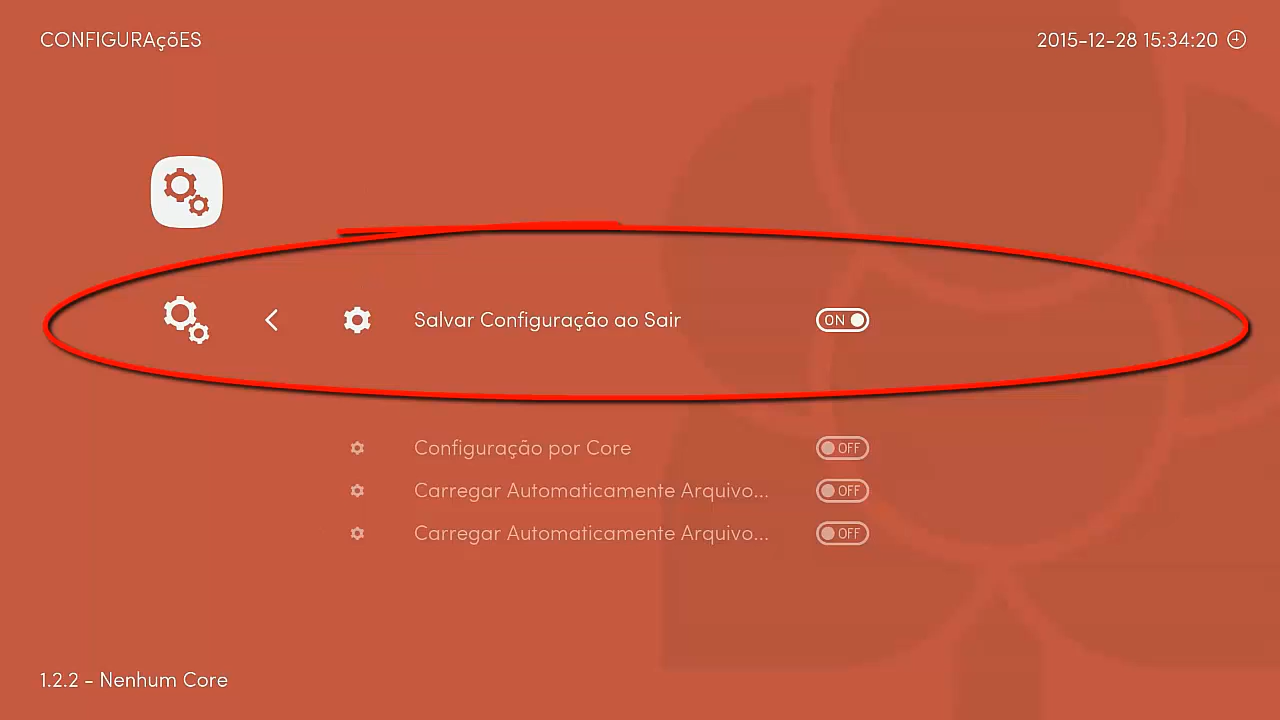 CONFIGURAçõES
2015-12-28 15:34:20
Salvar Configuração ao Sair
ON
Configuração por Core
OFF
Carregar Automaticamente Arquivo...
OFF
Carregar Automaticamente Arquivo...
OFF
1.2.2 - Nenhum Core